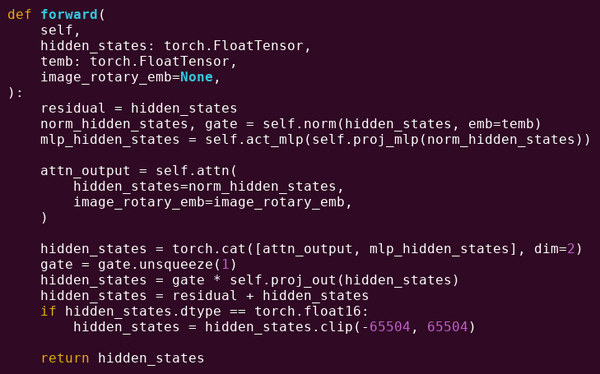 def forward(
    self,
    hidden_states: torch.FloatTensor,
    temb: torch.FloatTensor,
    image_rotary_emb=None,
):
    residual = hidden_states
    norm_hidden_states, gate = self.norm(hidden_states, emb=temb)
    mlp_hidden_states = self.act_mlp(self.proj_mlp(norm_hidden_states))

    attn_output = self.attn(
        hidden_states=norm_hidden_states,
        image_rotary_emb=image_rotary_emb,
    )

    hidden_states = torch.cat([attn_output, mlp_hidden_states], dim=2)
    gate = gate.unsqueeze(1)
    hidden_states = gate * self.proj_out(hidden_states)
    hidden_states = residual + hidden_states
    if hidden_states.dtype == torch.float16:
        hidden_states = hidden_states.clip(-65504, 65504)

    return hidden_states